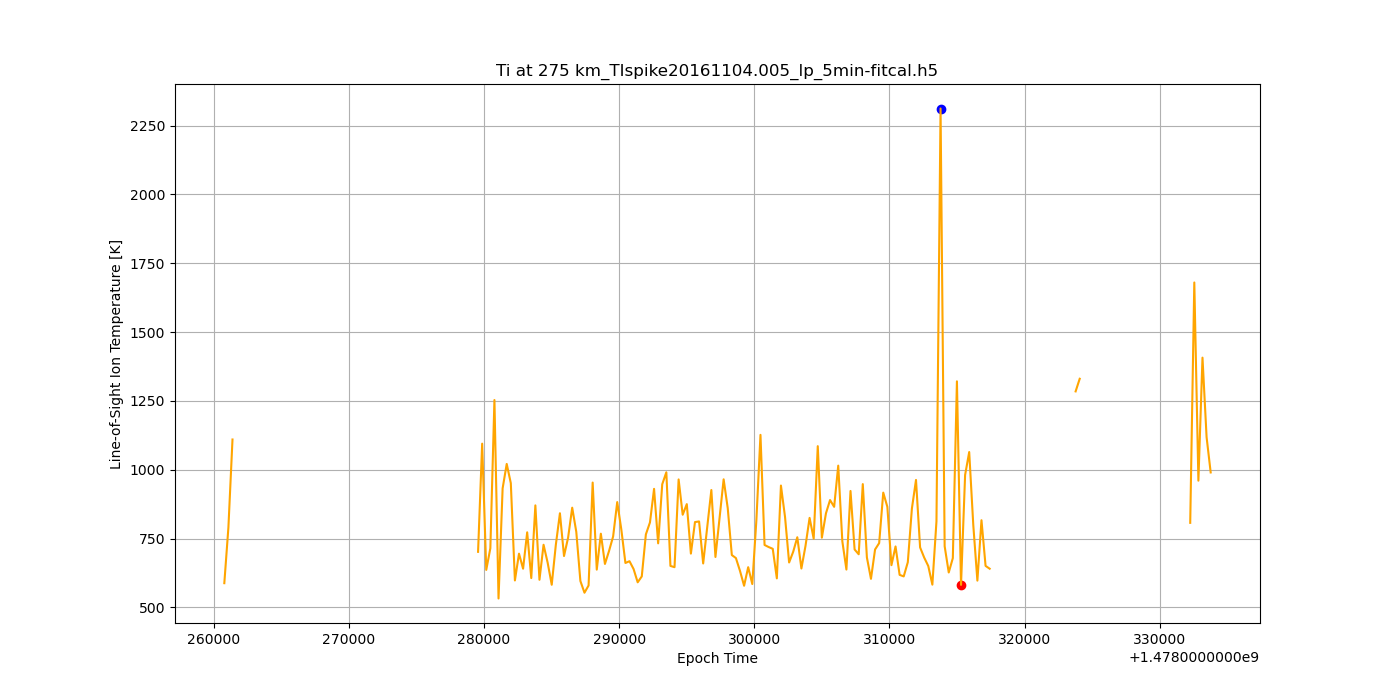 Ti at 275 km_TIspike20161104.005_lp_5min-fitcal.h5
Line-of-Sight Ion Temperature [K]
2250
2000
1750
1500
1250
1000
750
500
260000 270000 280000 290000 300000 310000 320000 330000
Epoch Time
+1.4780000000e9